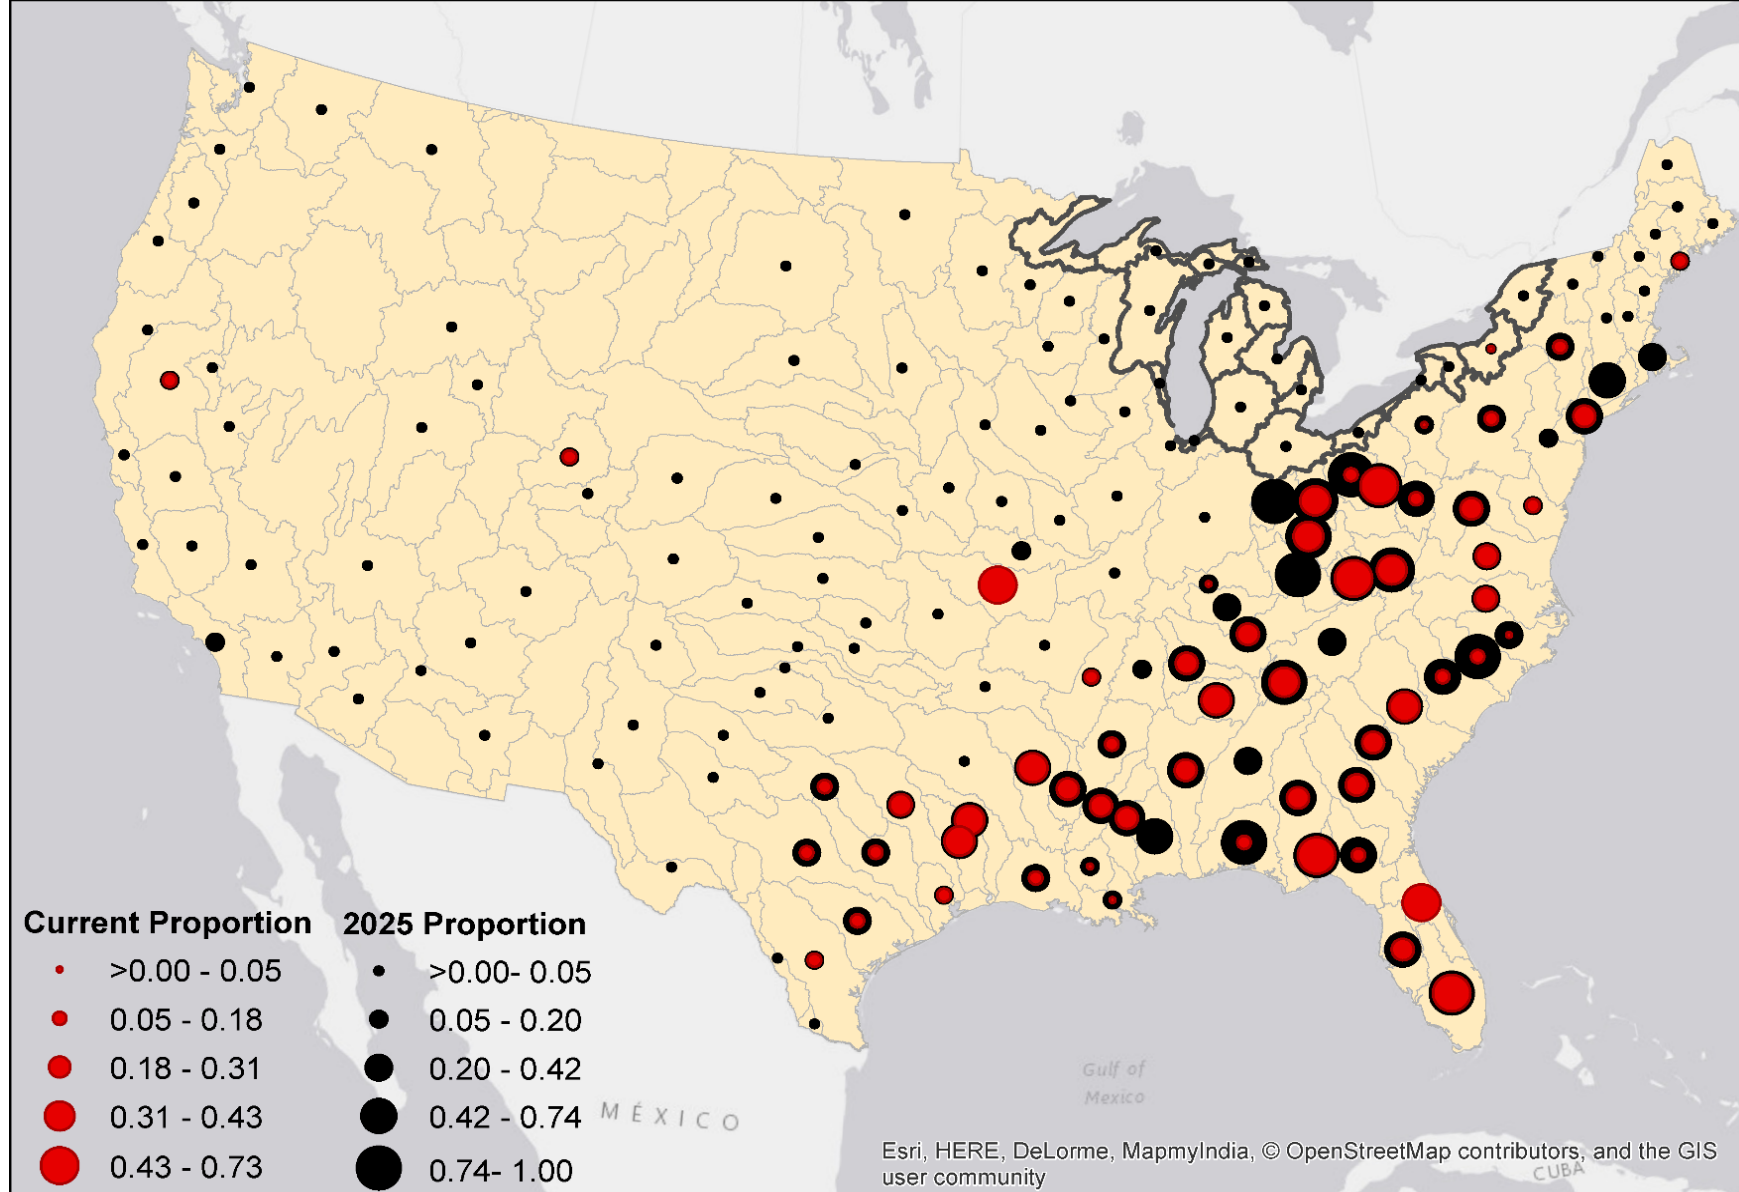 Current Proportion
>0.00 - 0.05
0.05 - 0.18
0.18 - 0.31
0.31 - 0.43
0.43 - 0.73
2025 Proportion
>0.00- 0.05
0.05 - 0.20
0.20 - 0.42
0.42 - 0.74
0.74- 1.00
MÉXICO
Gulf of
Mexico
CUBA
Esri, HERE, DeLorme, MapmyIndia, © OpenStreetMap contributors, and the GIS
user community